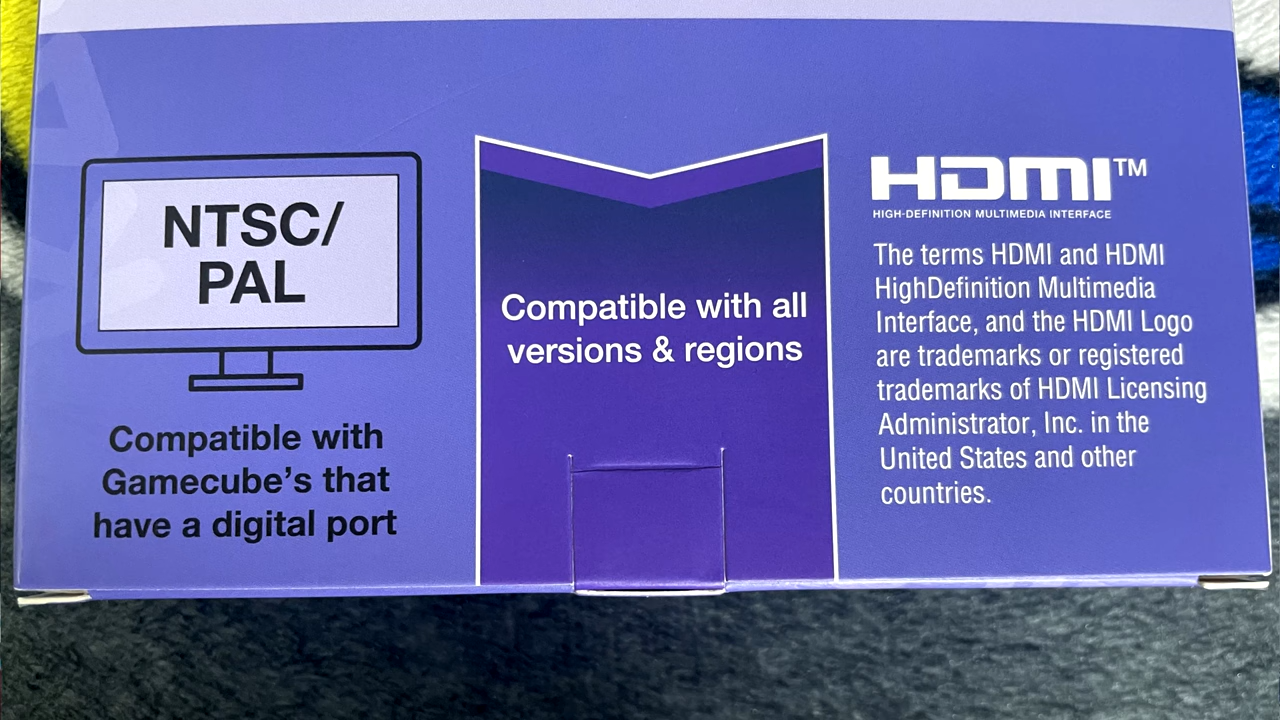 NTSC/
PAL
Compatible with
Gamecube's that
have a digital port
Compatible with all
versions & regions
HDMI™
HIGH-DEFINITION MULTIMEDIA INTERFACE
The terms HDMI and HDMI
HighDefinition Multimedia
Interface, and the HDMI Logo
are trademarks or registered
trademarks of HDMI Licensing
Administrator, Inc. in the
United States and other
countries.